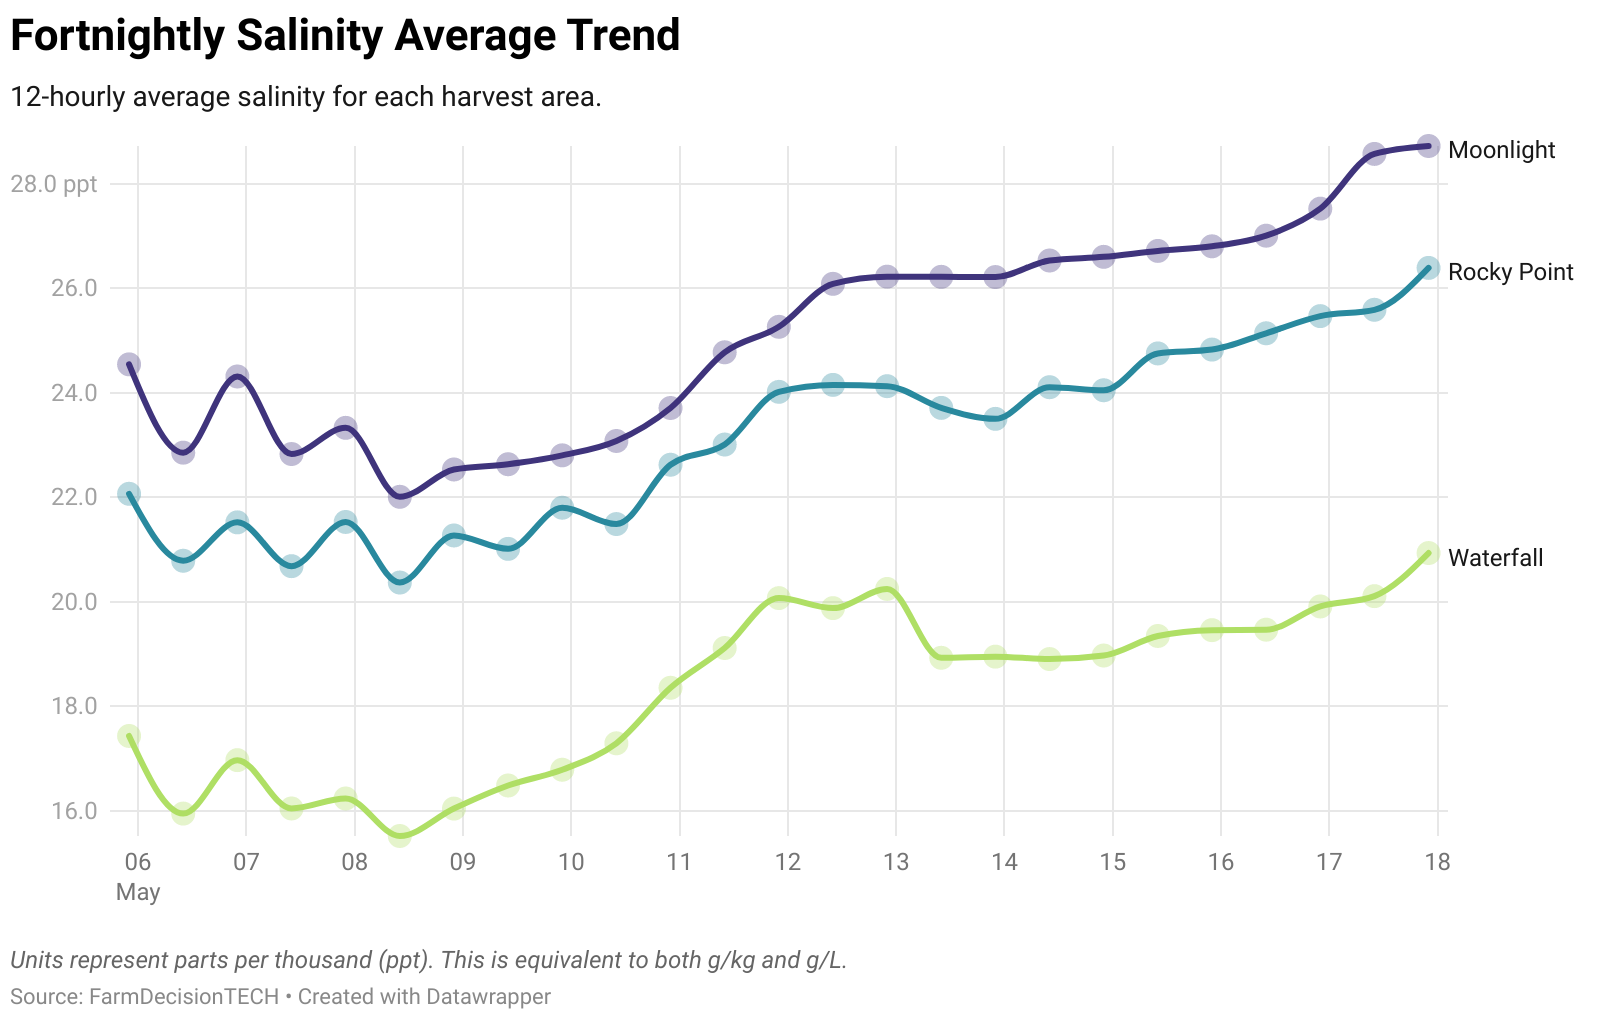 Fortnightly Salinity Average Trend
12-hourly average salinity for each harvest area.
Moonlight
28.0 ppt
Rocky Point
26.0
24.0
22.0
Waterfall
20.0
18.0
16.0
06 07 08 09 10 11 12 13 14 15 16 17 18
May
Units represent parts per thousand (ppt). This is equivalent to both g/kg and g/L.
Source: FarmDecisionTECH • Created with Datawrapper